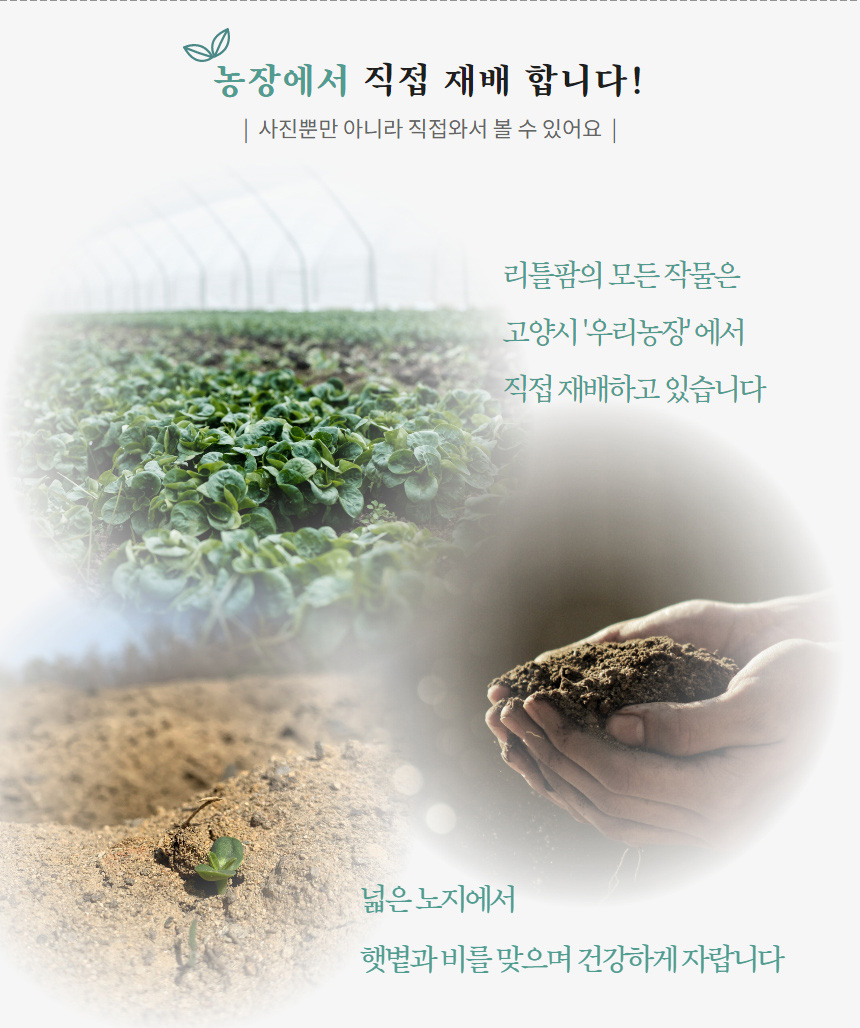 농장에서 직접 재배 합니다!
| 사진뿐만 아니라 직접와서 볼 수 있어요 |
리틀팜의 모든 작물은
고양시 '우리농장' 에서
직접 재배하고 있습니다
넓은 노지에서
햇볕과 비를 맞으며 건강하게 자랍니다